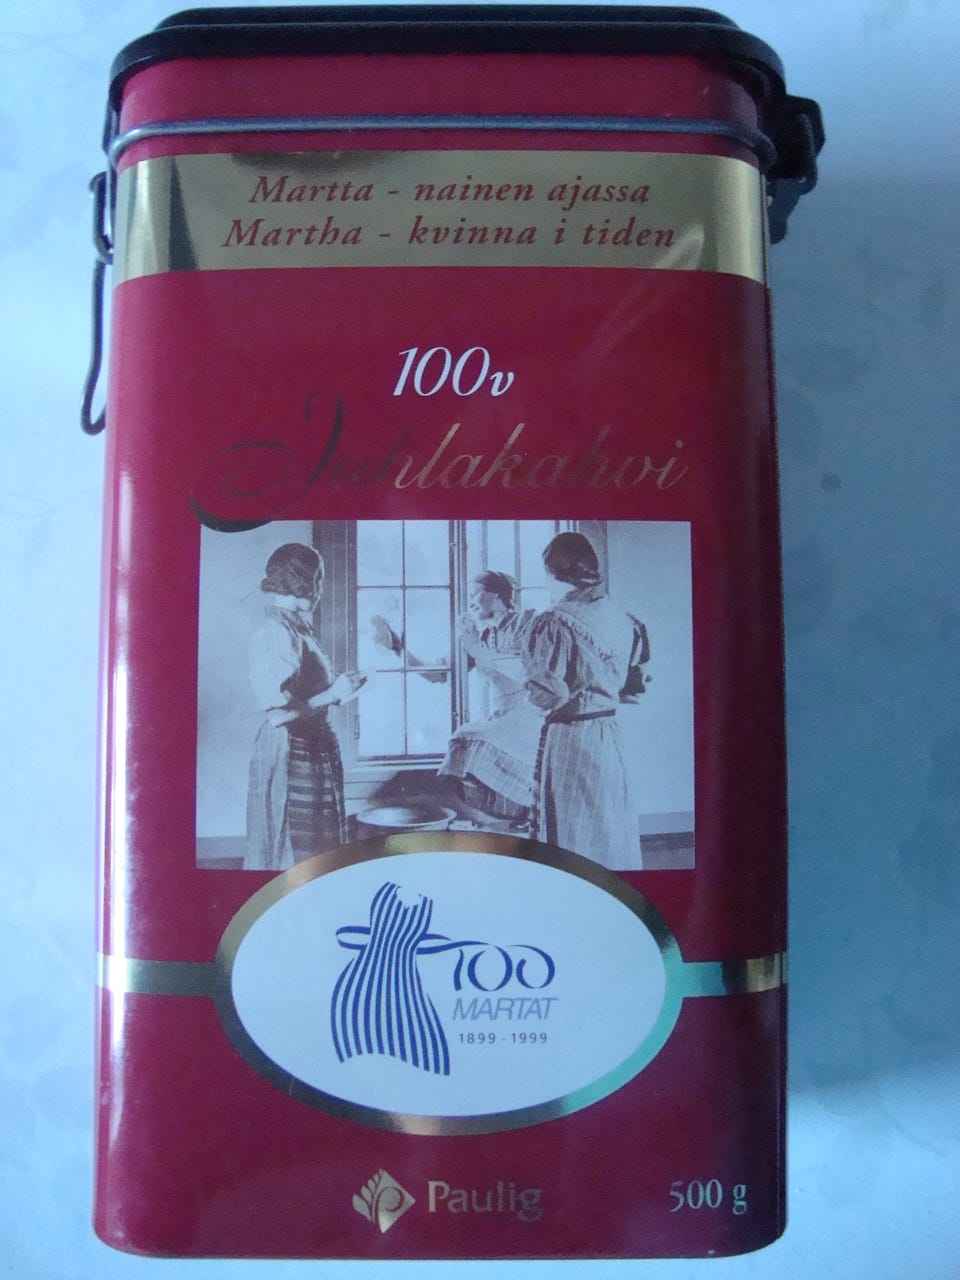 Martta - nainen ajassa
Martha - kvinna i tiden
100v
Juhlakahvi
100
MARTAT
1899 - 1999
Paulig
500 g